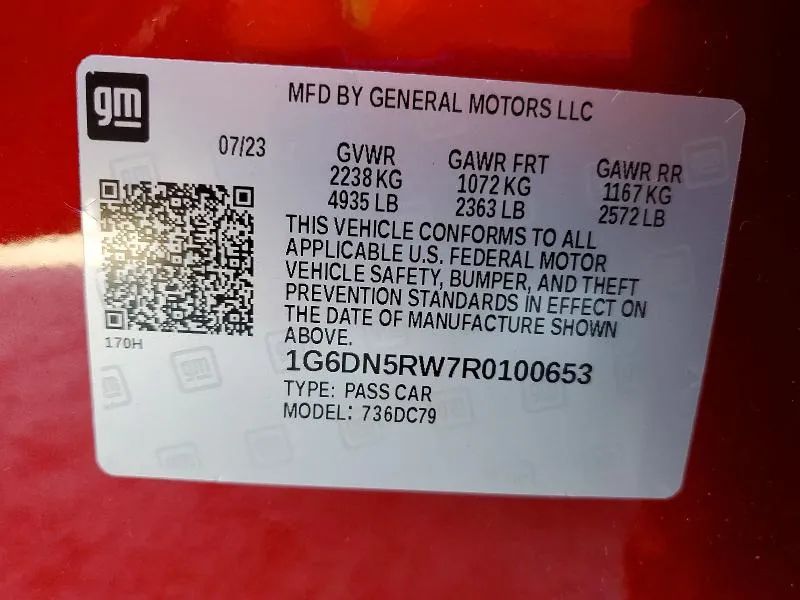 gm
MFD BY GENERAL MOTORS LLC
07/23
GVWR
2238 KG
4935 LB
GAWR FRT
1072 KG
2363 LB
GAWR RR
1167 KG
2572 LB
THIS VEHICLE CONFORMS TO ALL
APPLICABLE U.S. FEDERAL MOTOR
VEHICLE SAFETY, BUMPER, AND THEFT
PREVENTION STANDARDS IN EFFECT ON
THE DATE OF MANUFACTURE SHOWN
ABOVE.
170H
1G6DN5RW7R0100653
TYPE: PASS CAR
MODEL: 736DC79